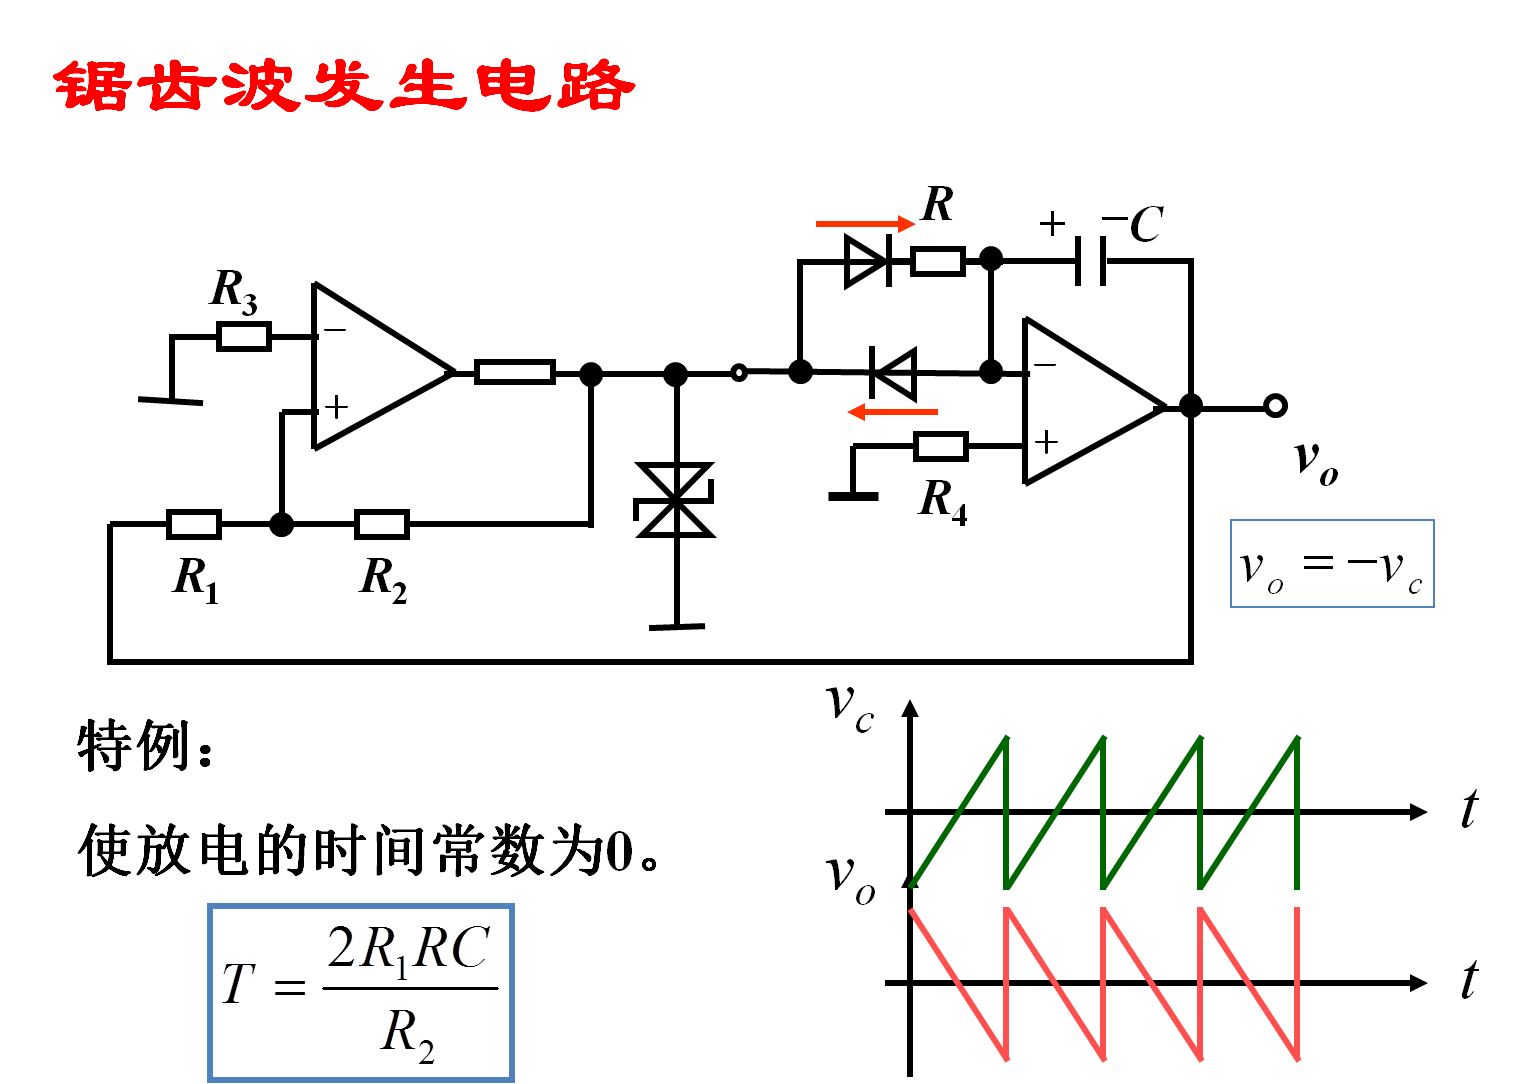 锯齿波发生电路
R
+ −C
R3
−
+
−
+
R4
vo
R1
R2
vo = −vc
vc
t
特例：
使放电的时间常数为0。
vo
t
T = 2R1RC / R2